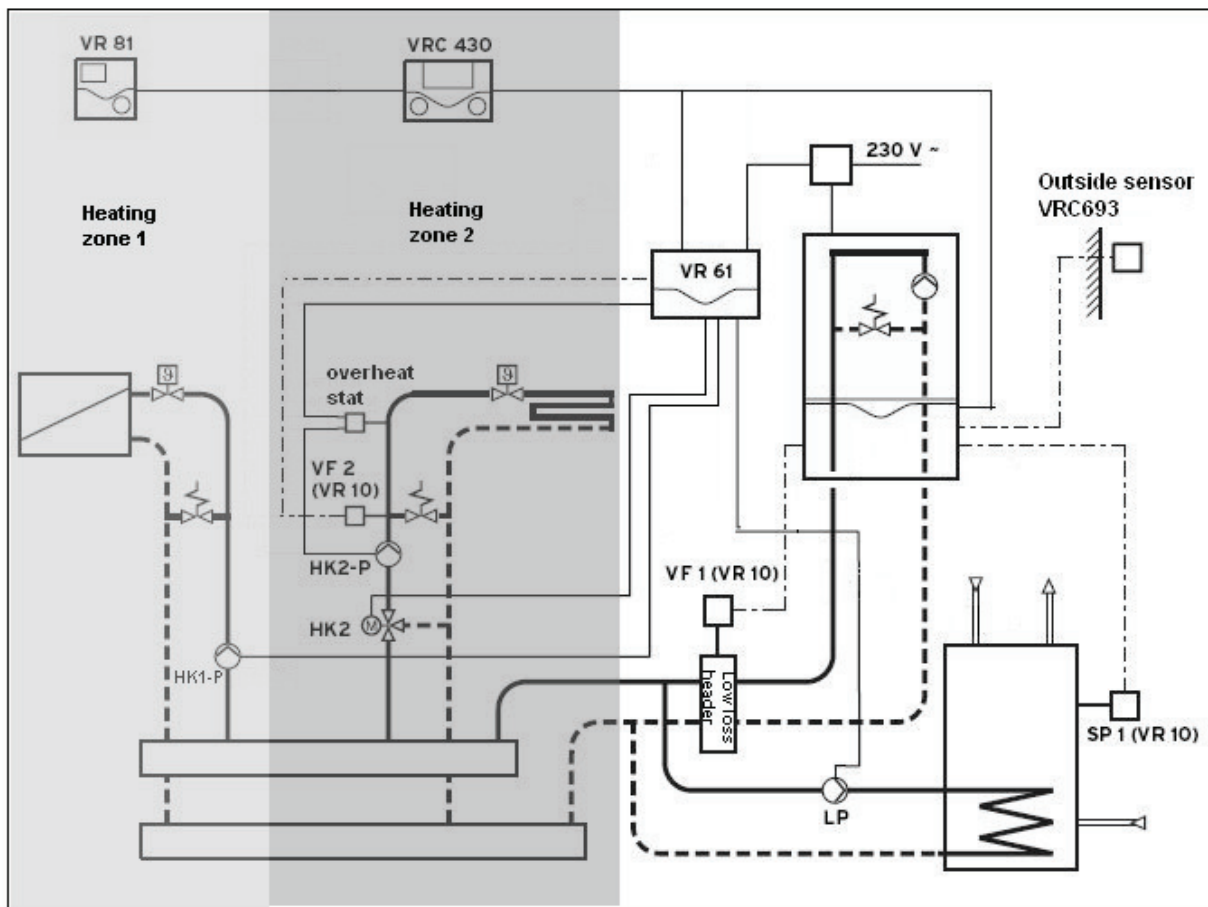 VR 81
VRC 430
230 V ~
Outside sensor
VRC693
Heating
zone 1
Heating
zone 2
VR 61
overheat
stat
VF 2
(VR 10)
HK2-P
VF 1 (VR 10)
HK2
M
HK1-P
Low loss
header
SP 1 (VR 10)
LP